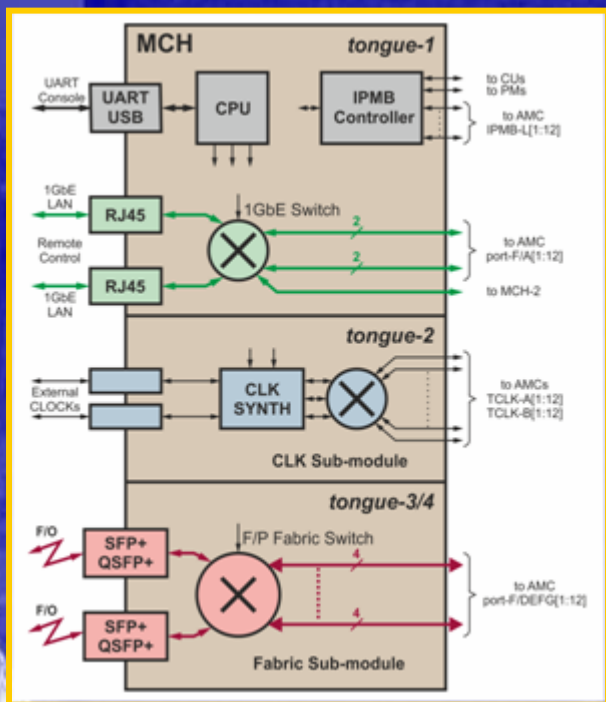 MCH
tongue-1
UART
Console
UART
USB
CPU
IPMB
Controller
to CUs
to PMs
to AMC
IPMB-L[1:12]
1GbE
LAN
RJ45
1GbE Switch
Remote
Control
2
2
to AMC
port-F/A[1:12]
RJ45
1GbE
LAN
to MCH-2
tongue-2
External
CLOCKs
CLK
SYNTH
to AMCs
TCLK-A[1:12]
TCLK-B[1:12]
CLK Sub-module
tongue-3/4
F/O
SFP+
QSFP+
F/P Fabric Switch
4
F/O
SFP+
QSFP+
4
to AMC
port-F/DEFG[1:12]
Fabric Sub-module